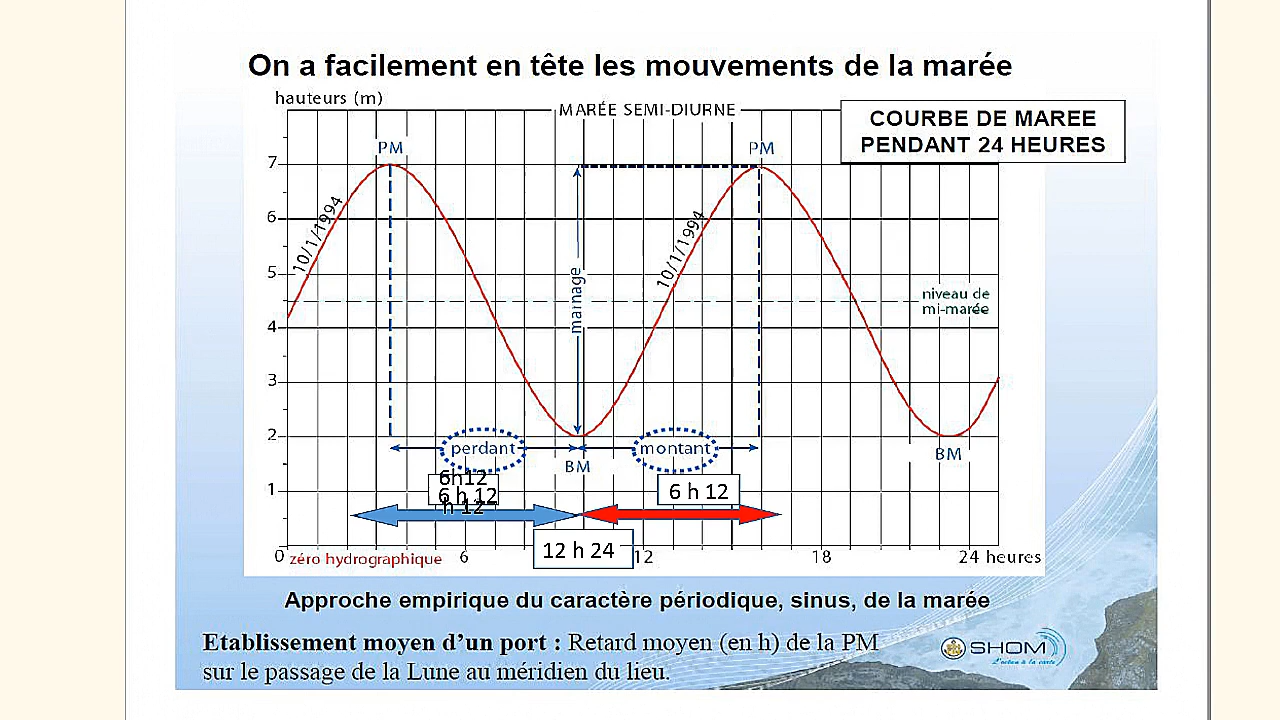 On a facilement en tête les mouvements de la marée
hauteurs (m)
MARÉE SEMI-DIURNE
COURBE DE MAREE
PENDANT 24 HEURES
PM
PM
7
6
5
4
3
2
1
10/1/1994
10/1/1994
marnage
niveau de
mi-marée
perdant
montant
BM
BM
6h12
6 h 12
h 12
6 h 12
12 h 24
0 zéro hydrographique 6 12 18 24 heures
Approche empirique du caractère périodique, sinus, de la marée
Etablissement moyen d'un port : Retard moyen (en h) de la PM
sur le passage de la Lune au méridien du lieu.
SHOM
L'océan à la carte